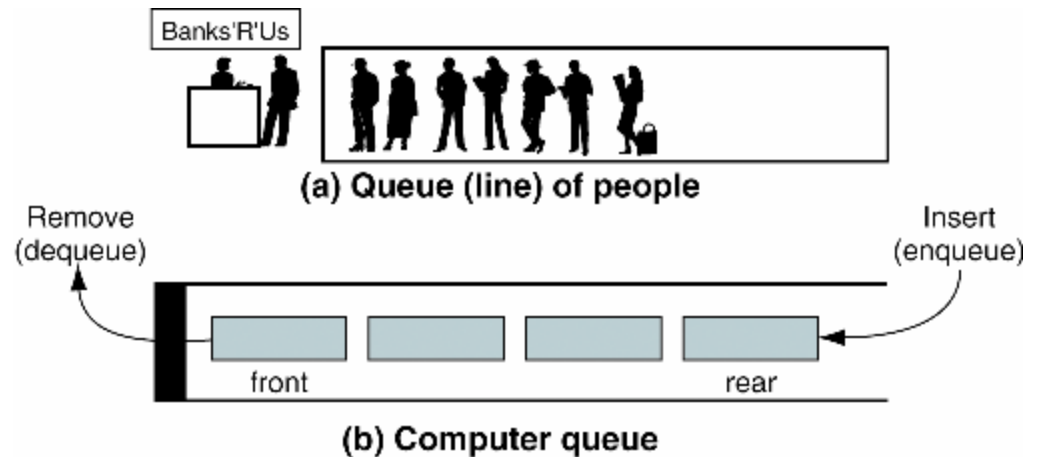 Banks'R'Us
(a) Queue (line) of people
Remove
(dequeue)
Insert
(enqueue)
front
rear
(b) Computer queue